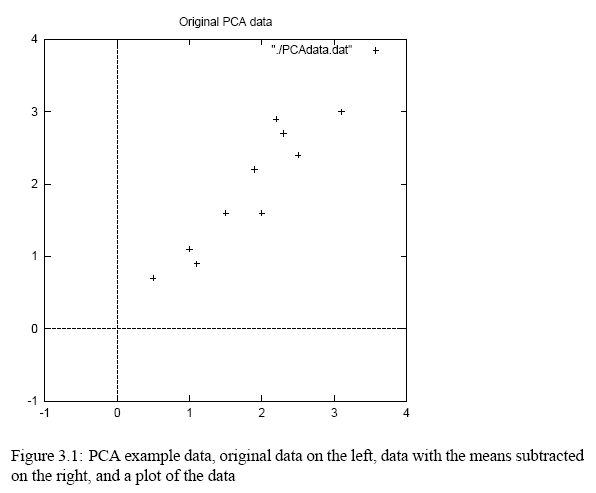 Original PCA data
4
"./PCAdata.dat"
3
2
1
0
-1
-1 0 1 2 3 4
Figure 3.1: PCA example data, original data on the left, data with the means subtracted
on the right, and a plot of the data